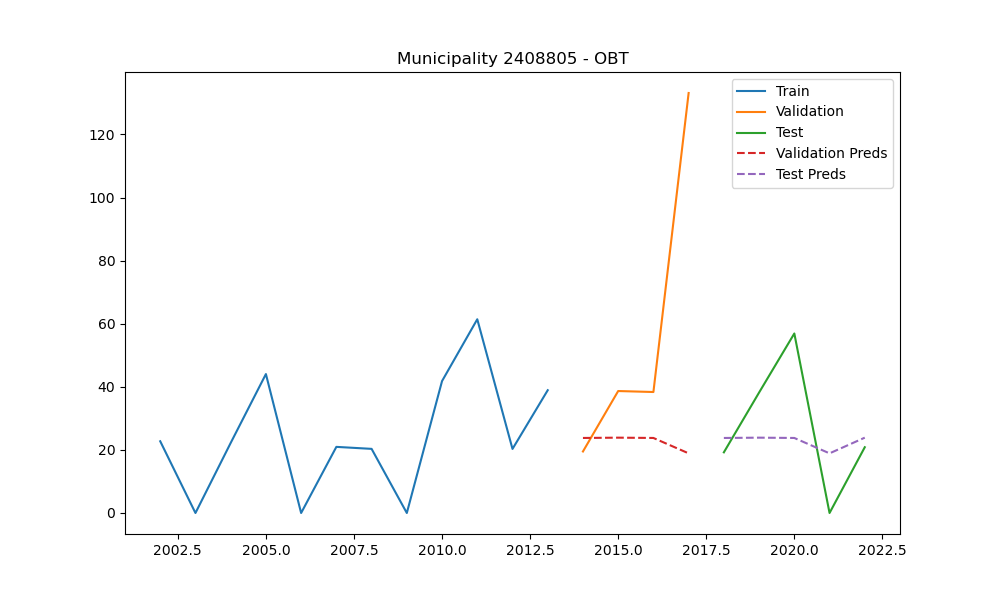 Municipality 2408805 - OBT
Train
Validation
Test
Validation Preds
Test Preds
120
100
80
60
40
20
0
2002.5 2005.0 2007.5 2010.0 2012.5 2015.0 2017.5 2020.0 2022.5